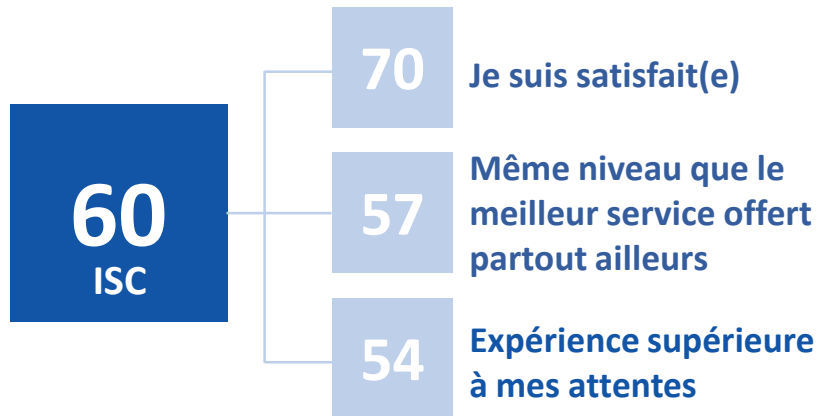 60
ISC
70
Je suis satisfait(e)
57
Même niveau que le
meilleur service offert
partout ailleurs
54
Expérience supérieure
à mes attentes